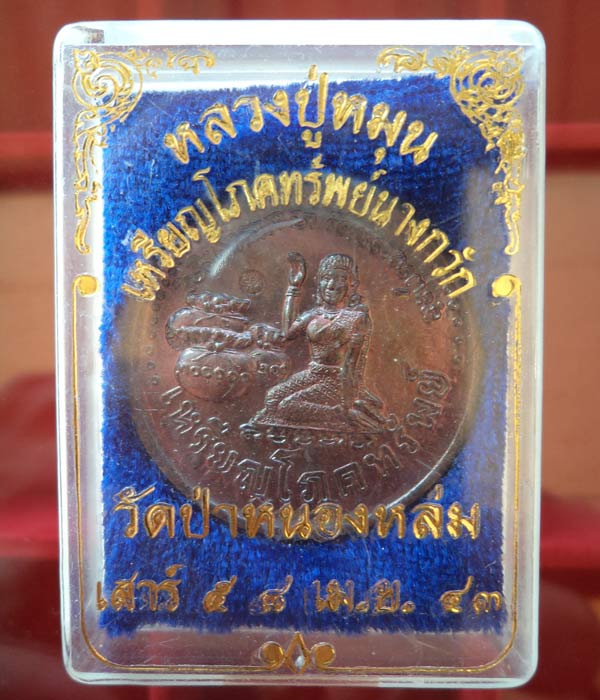 หลวงปู่หมุน
เหรียญโภคทรัพย์นางกวัก
เหรียญโภคทรัพย์
วัดป่าหนองหล่ม
เสาร์ ๕ ๘ เม.ย. ๔๓